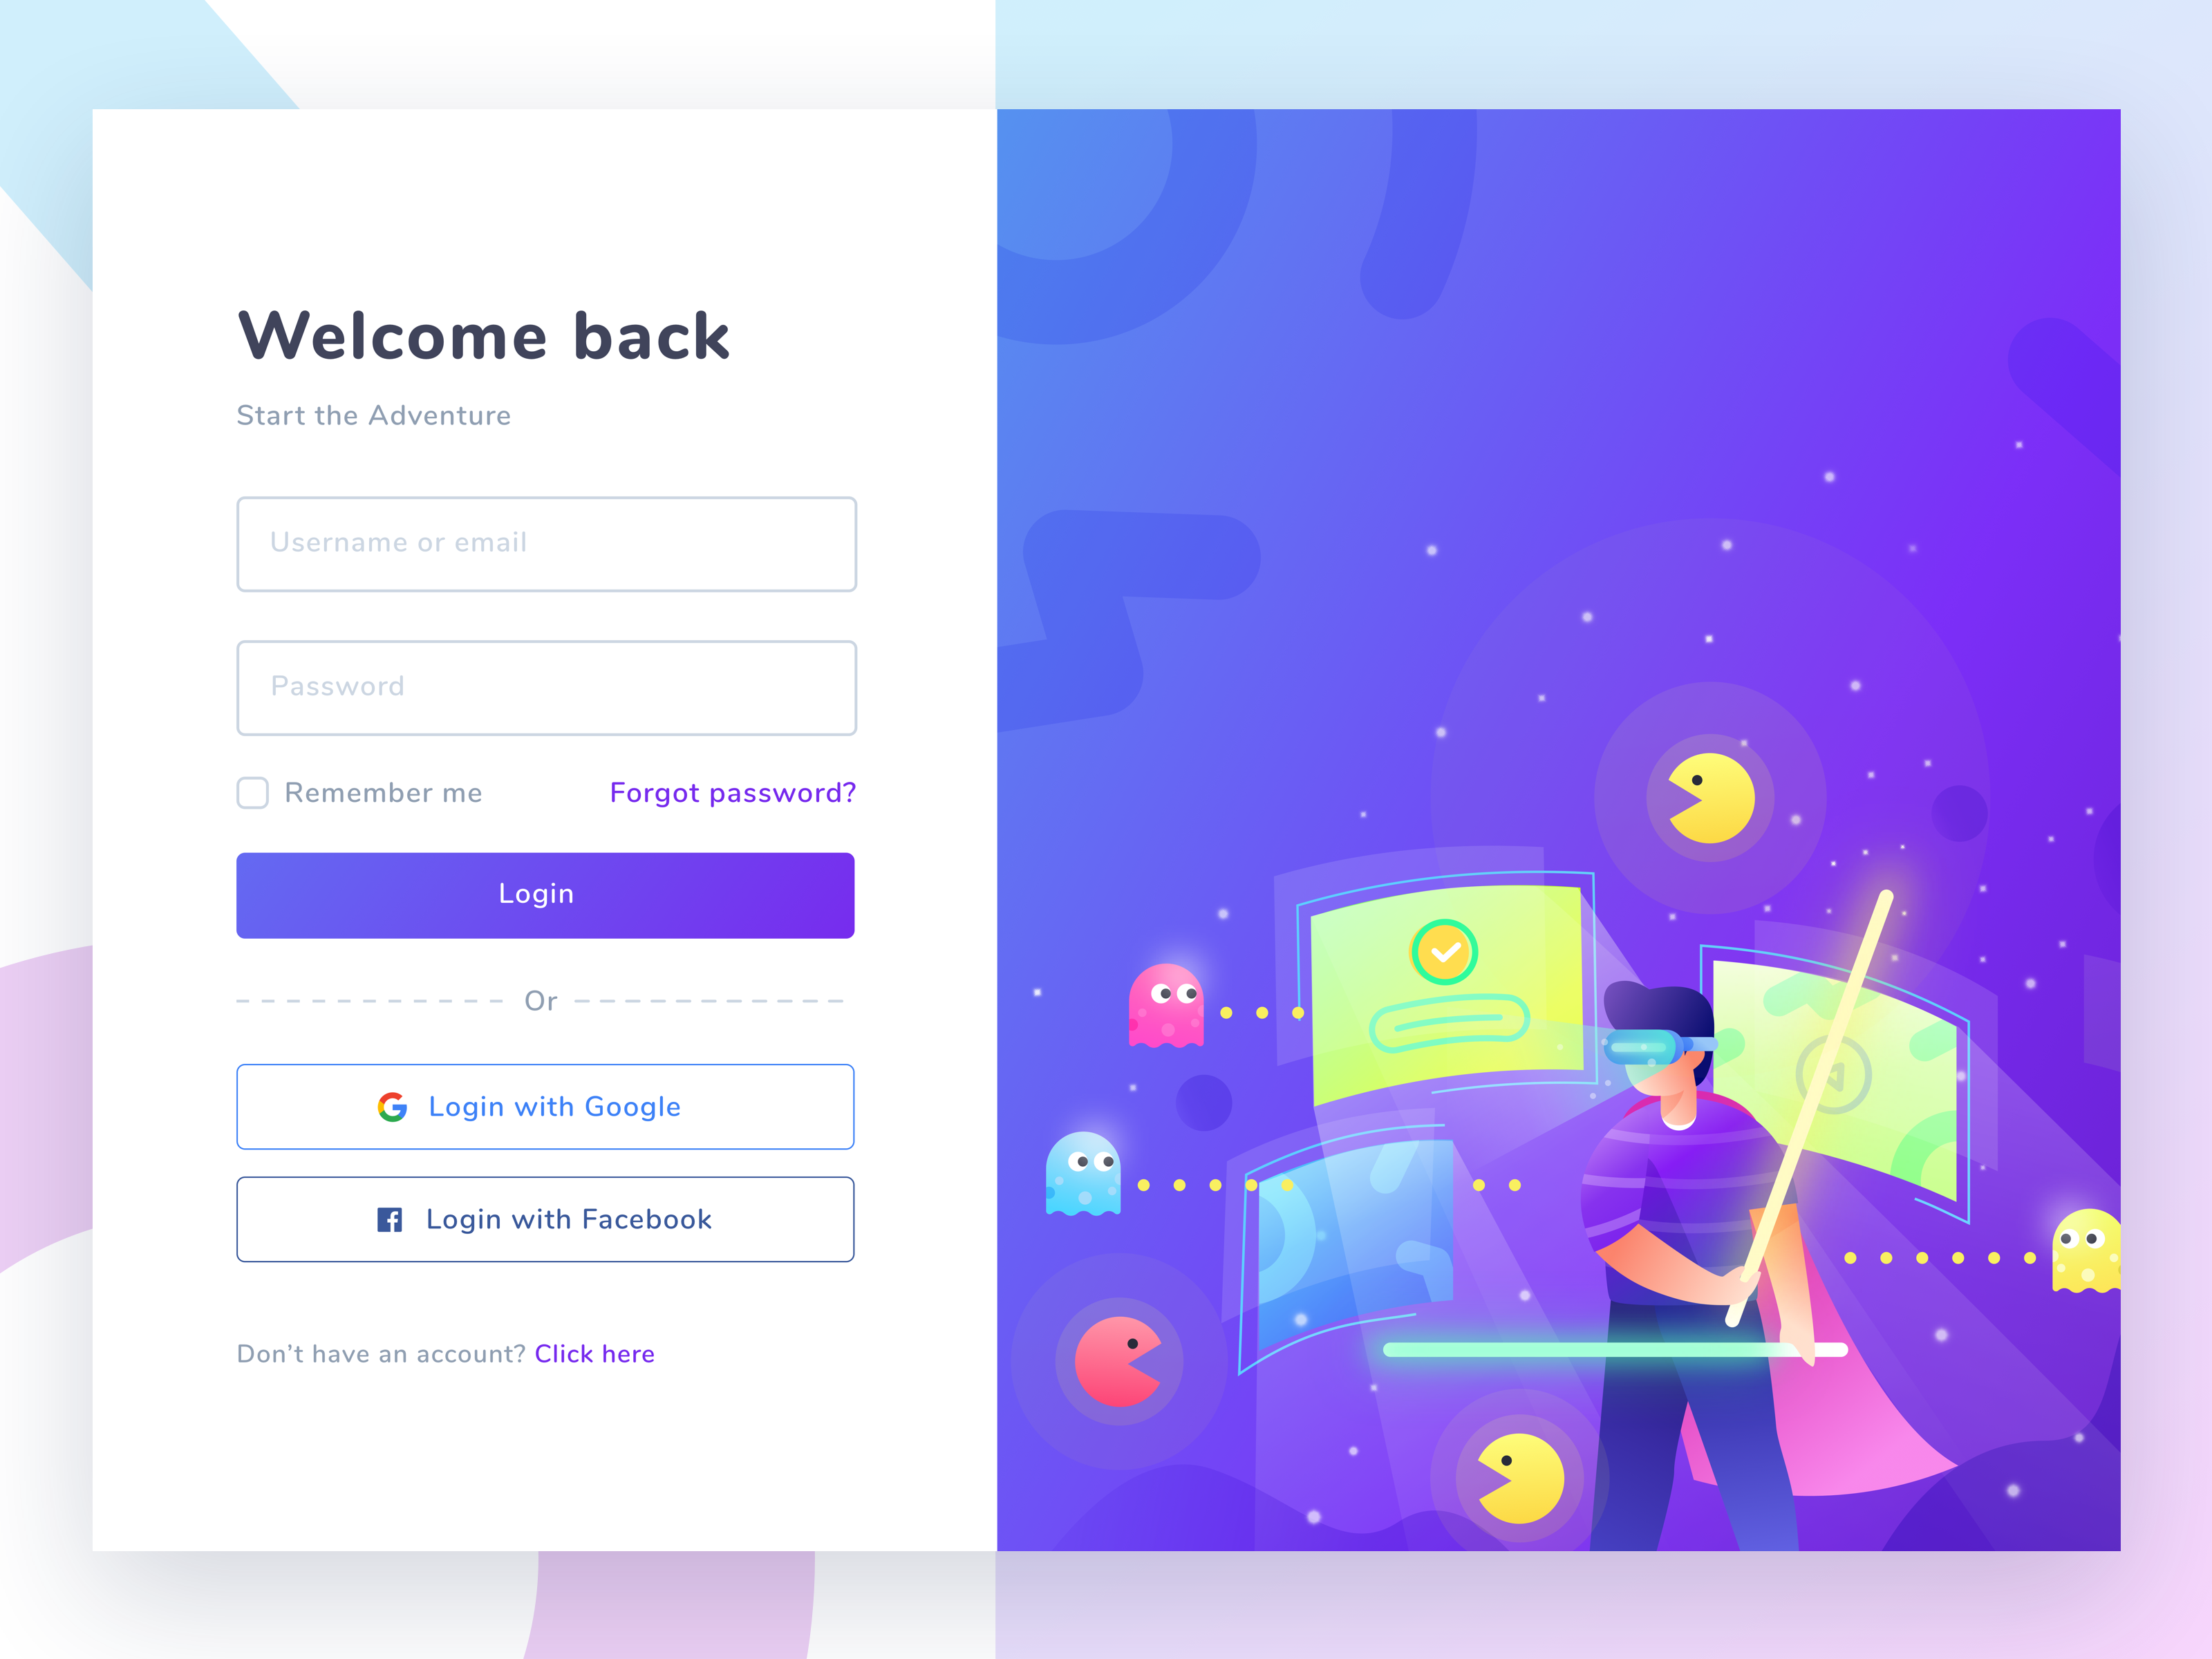 Welcome back
Start the Adventure
Username or email
Password
Remember me
Forgot password?
Login
Or
Login with Google
Login with Facebook
Don’t have an account? Click here